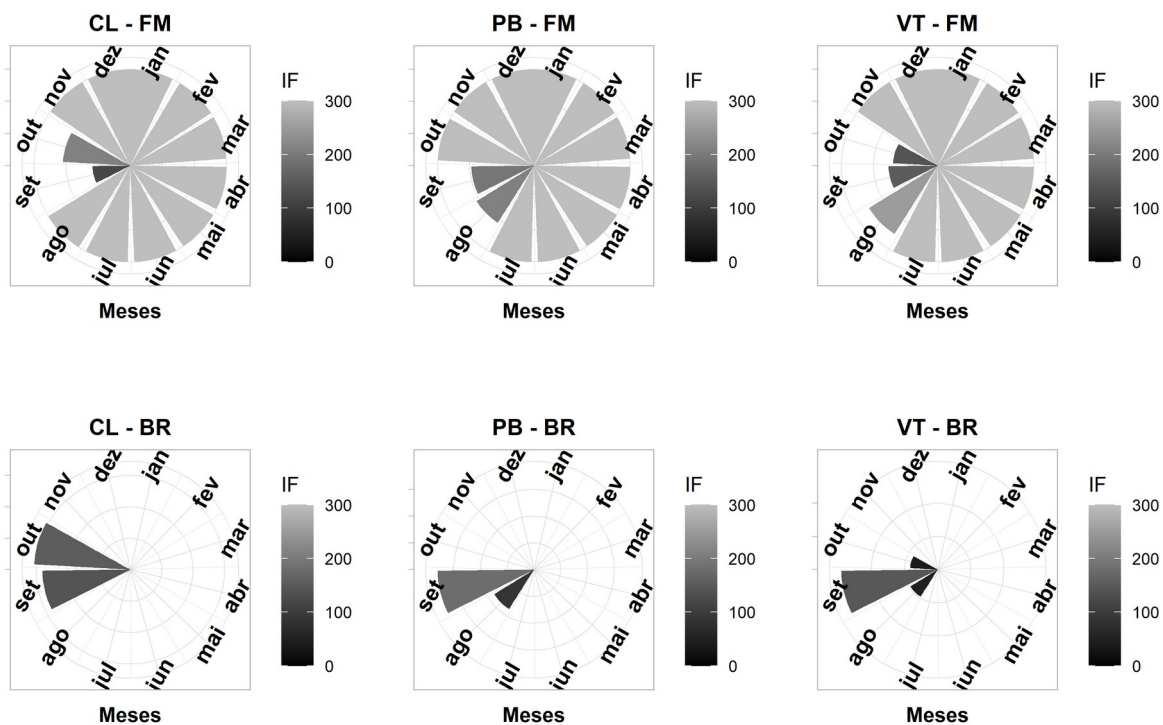 CL - FM
dez
jan
fev
mar
abr
mai
jun
jul
ago
set
out
nov
IF
300
200
100
0
Meses
PB - FM
dez
jan
fev
mar
abr
mai
jun
jul
ago
set
out
nov
IF
300
200
100
0
Meses
VT - FM
dez
jan
fev
mar
abr
mai
jun
jul
ago
set
out
nov
IF
300
200
100
0
Meses
CL - BR
dez
jan
fev
mar
abr
mai
jun
jul
ago
set
out
nov
IF
300
200
100
0
Meses
PB - BR
dez
jan
fev
mar
abr
mai
jun
jul
ago
set
out
nov
IF
300
200
100
0
Meses
VT - BR
dez
jan
fev
mar
abr
mai
jun
jul
ago
set
out
nov
IF
300
200
100
0
Meses